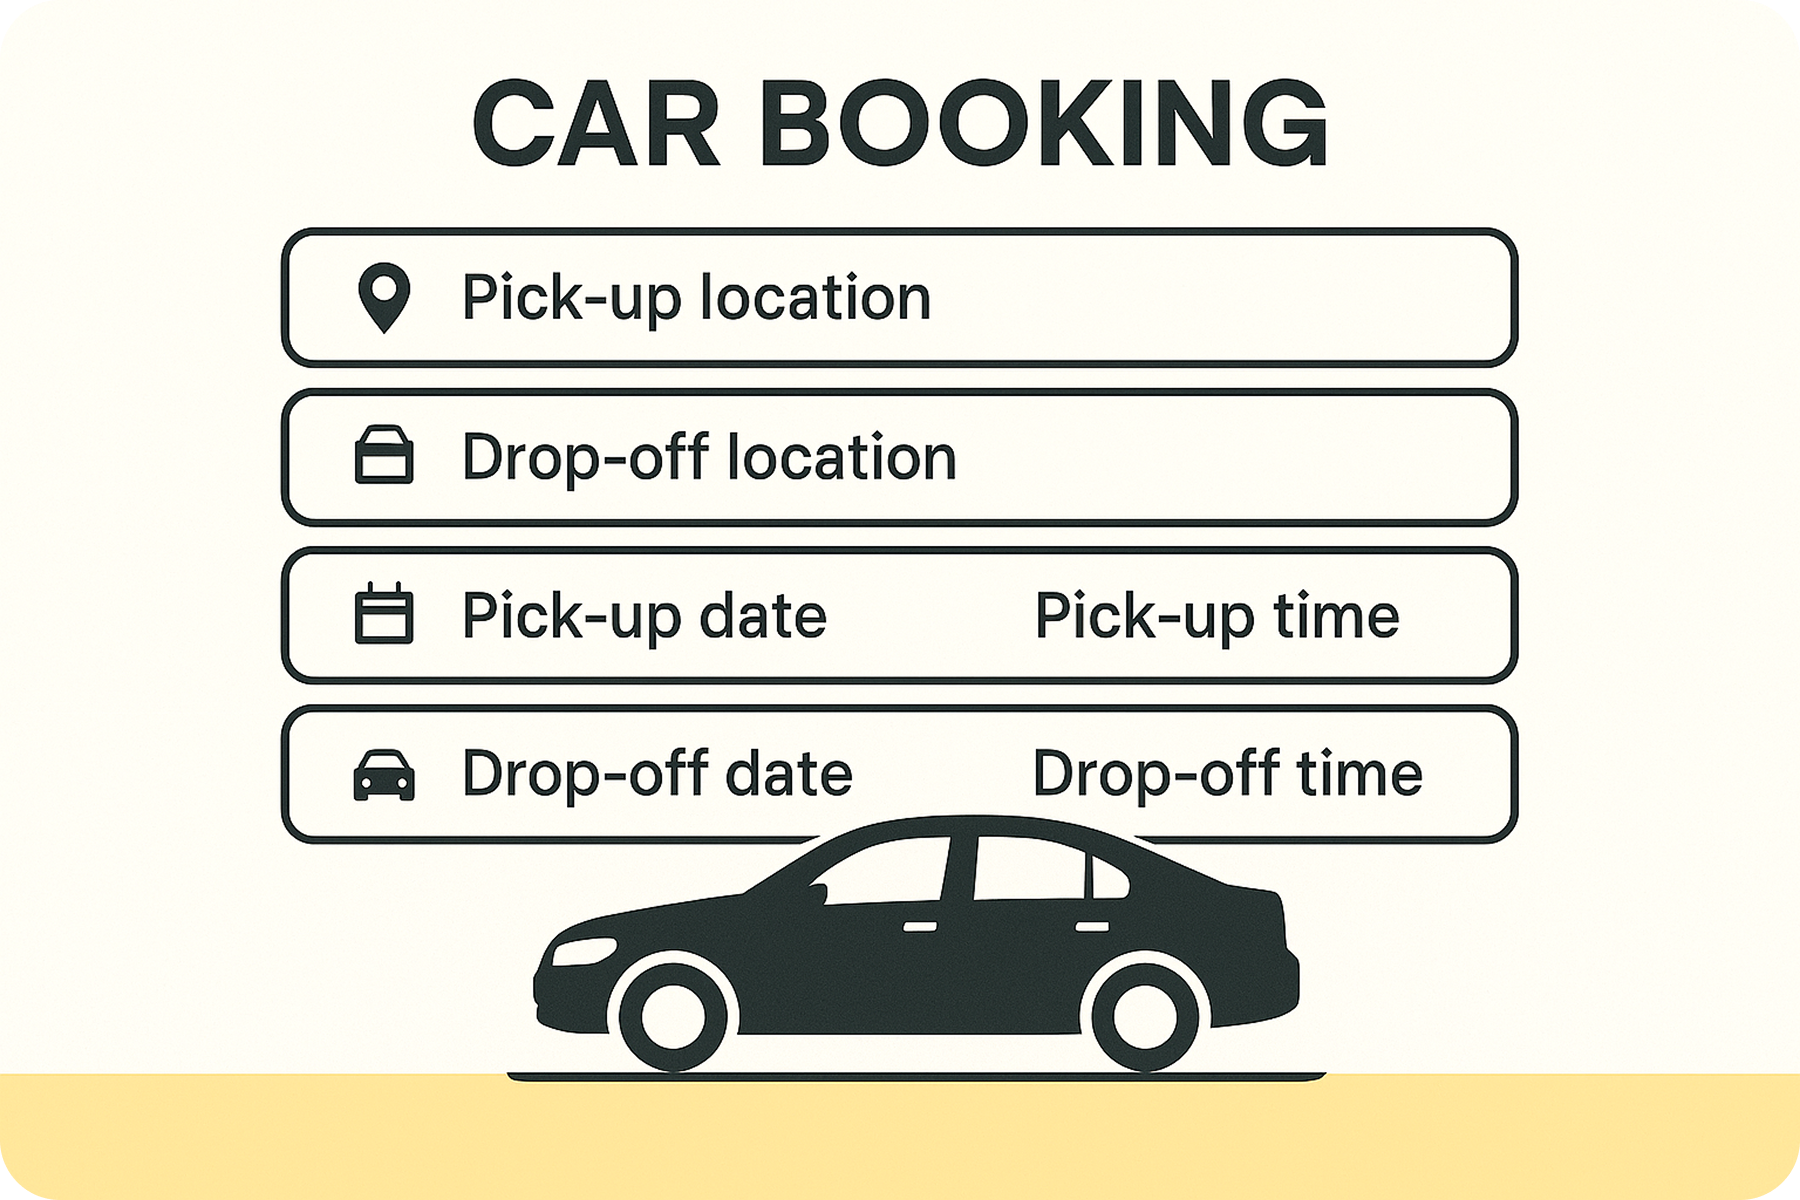 CAR BOOKING
Pick-up location
Drop-off location
Pick-up date Pick-up time
Drop-off date Drop-off time